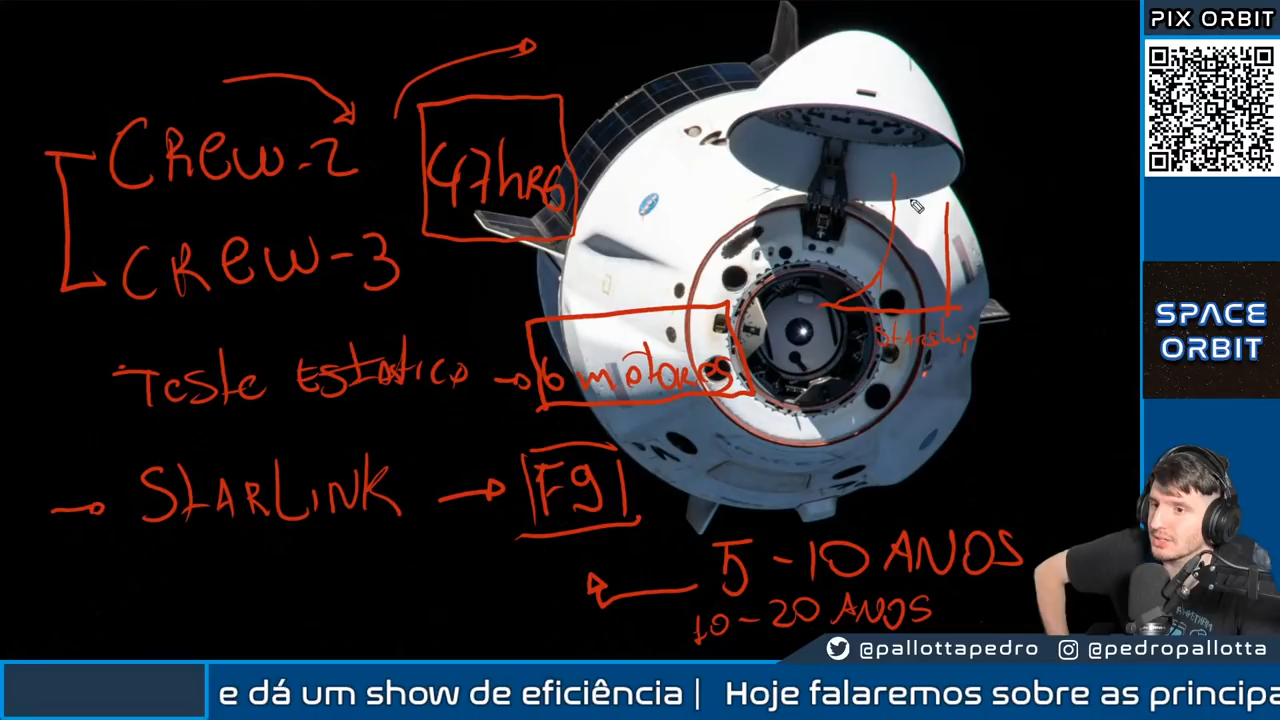 PIX ORBIT
CREW-2
47hRS
CREW-3
Teste Estatico → 6 motores
Starship
→ STARLINK → F9
5-10 ANOS
10-20 ANOS
SPACE
ORBIT
@pallottapedro @pedropallotta
e dá um show de eficiência | Hoje falaremos sobre as principa